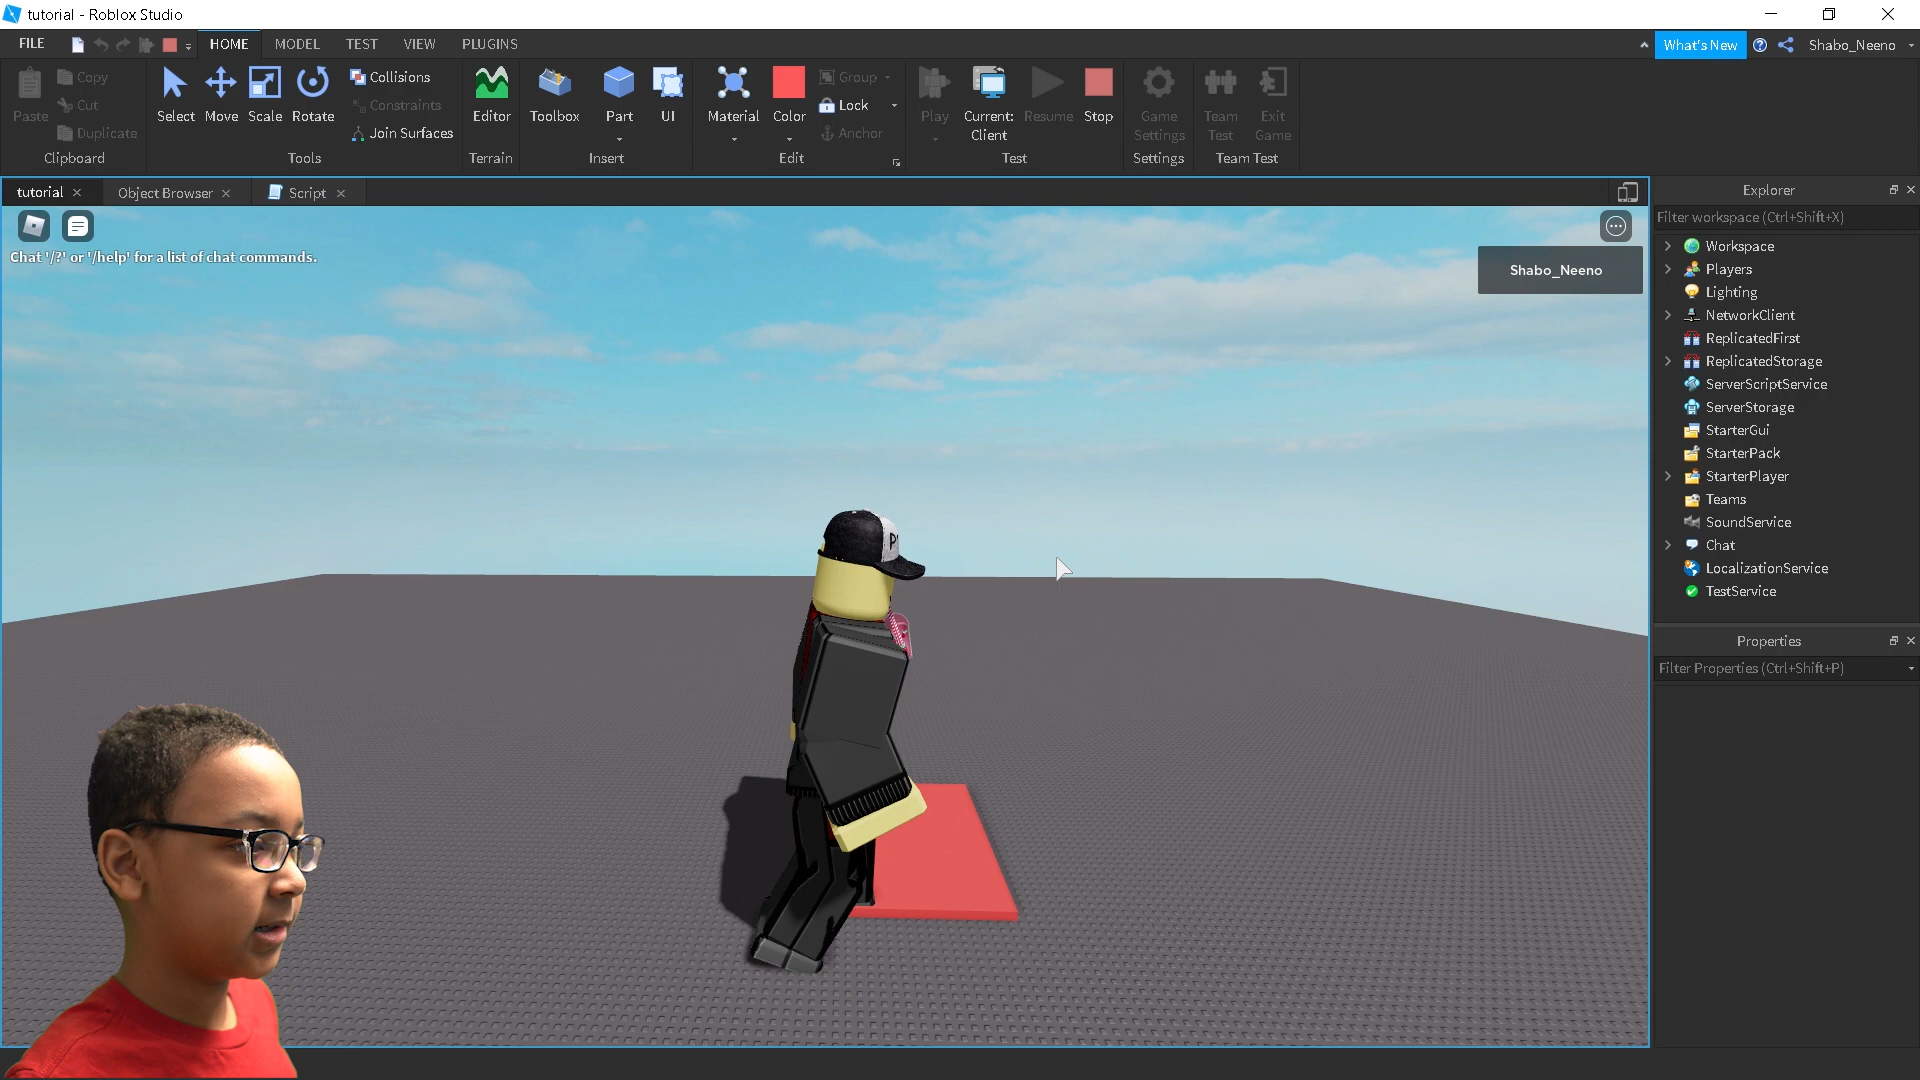 tutorial - Roblox Studio
FILE HOME MODEL TEST VIEW PLUGINS What's New Shabo_Neeno
Paste Copy Cut Duplicate Clipboard
Select Move Scale Rotate Collisions Constraints Join Surfaces Tools
Editor Terrain
Toolbox Part UI Insert
Material Color Group Lock Anchor Edit
Play Current: Client Resume Stop Test
Game Settings Settings
Team Test Exit Game Team Test
tutorial Object Browser Script
Chat '/?' or '/help' for a list of chat commands.
Shabo_Neeno
P
Explorer
Filter workspace (Ctrl+Shift+X)
Workspace
Players
Lighting
NetworkClient
ReplicatedFirst
ReplicatedStorage
ServerScriptService
ServerStorage
StarterGui
StarterPack
StarterPlayer
Teams
SoundService
Chat
LocalizationService
TestService
Properties
Filter Properties (Ctrl+Shift+P)